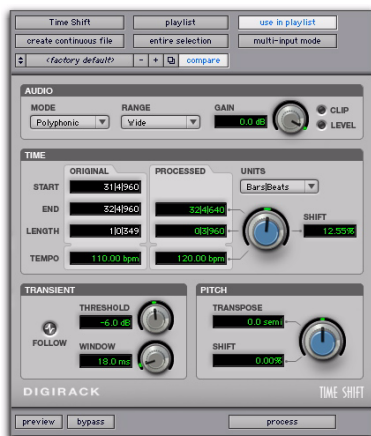 Time Shift playlist use in playlist
create continuous file entire selection multi-input mode
<factory default> - + compare
AUDIO
MODE RANGE GAIN CLIP
Polyphonic Wide 0.0 dB LEVEL
TIME
ORIGINAL PROCESSED UNITS
START 31|4|960 Bars|Beats
END 32|4|960 32|4|640 SHIFT
LENGTH 1|0|349 0|3|960 12.55%
TEMPO 110.00 bpm 120.00 bpm
TRANSIENT PITCH
THRESHOLD TRANSPOSE
-6.0 dB 0.0 semi
FOLLOW WINDOW SHIFT
18.0 ms 0.00%
DIGIRACK TIME SHIFT
preview bypass process